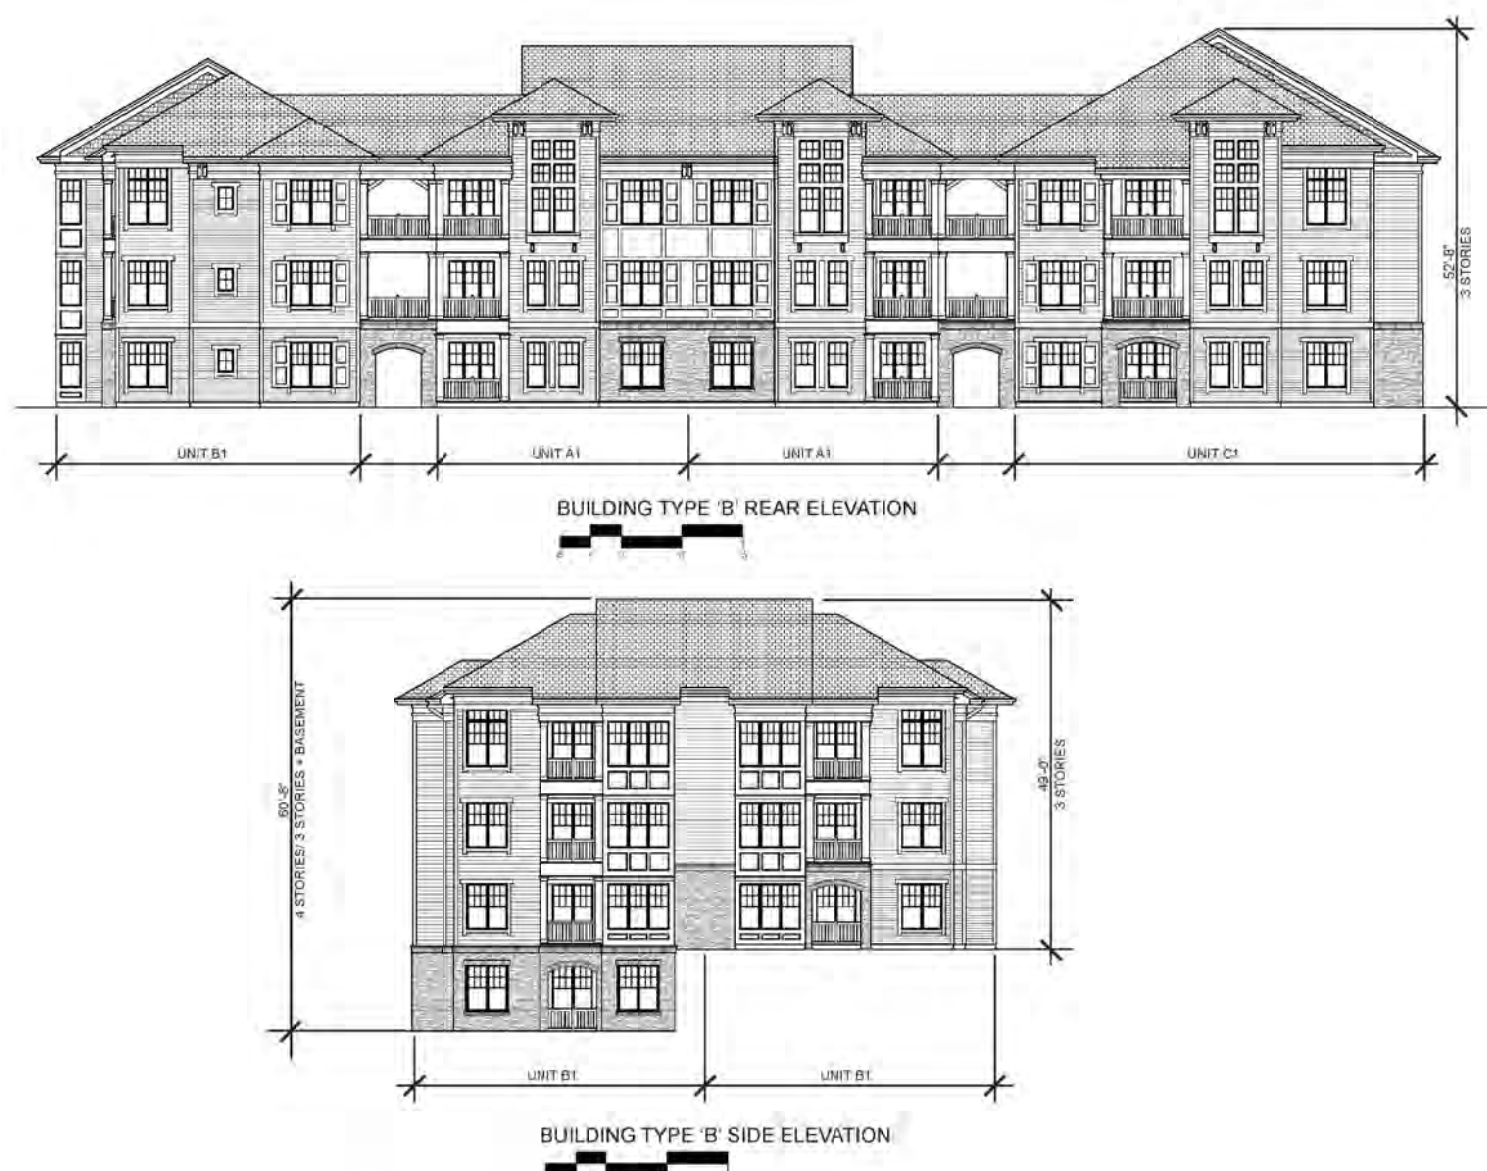 52'-8"
3 STORIES
UNIT B1
UNIT A1
UNIT A1
UNIT C1
BUILDING TYPE 'B' REAR ELEVATION
60'-8"
4 STORIES/ 3 STORIES + BASEMENT
49'-0"
3 STORIES
UNIT B1
UNIT B1
BUILDING TYPE 'B' SIDE ELEVATION